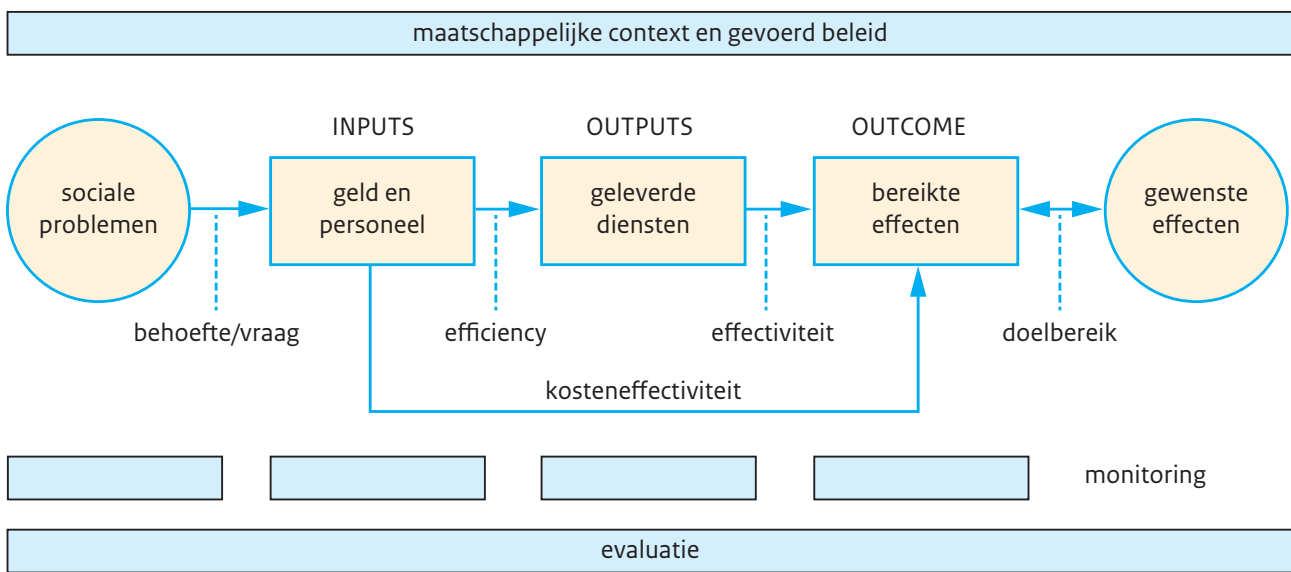 maatschappelijke context en gevoerd beleid
INPUTS
OUTPUTS
OUTCOME
sociale
problemen
geld en
personeel
geleverde
diensten
bereikte
effecten
gewenste
effecten
behoefte/vraag
efficiency
effectiviteit
doelbereik
kosteneffectiviteit
monitoring
evaluatie